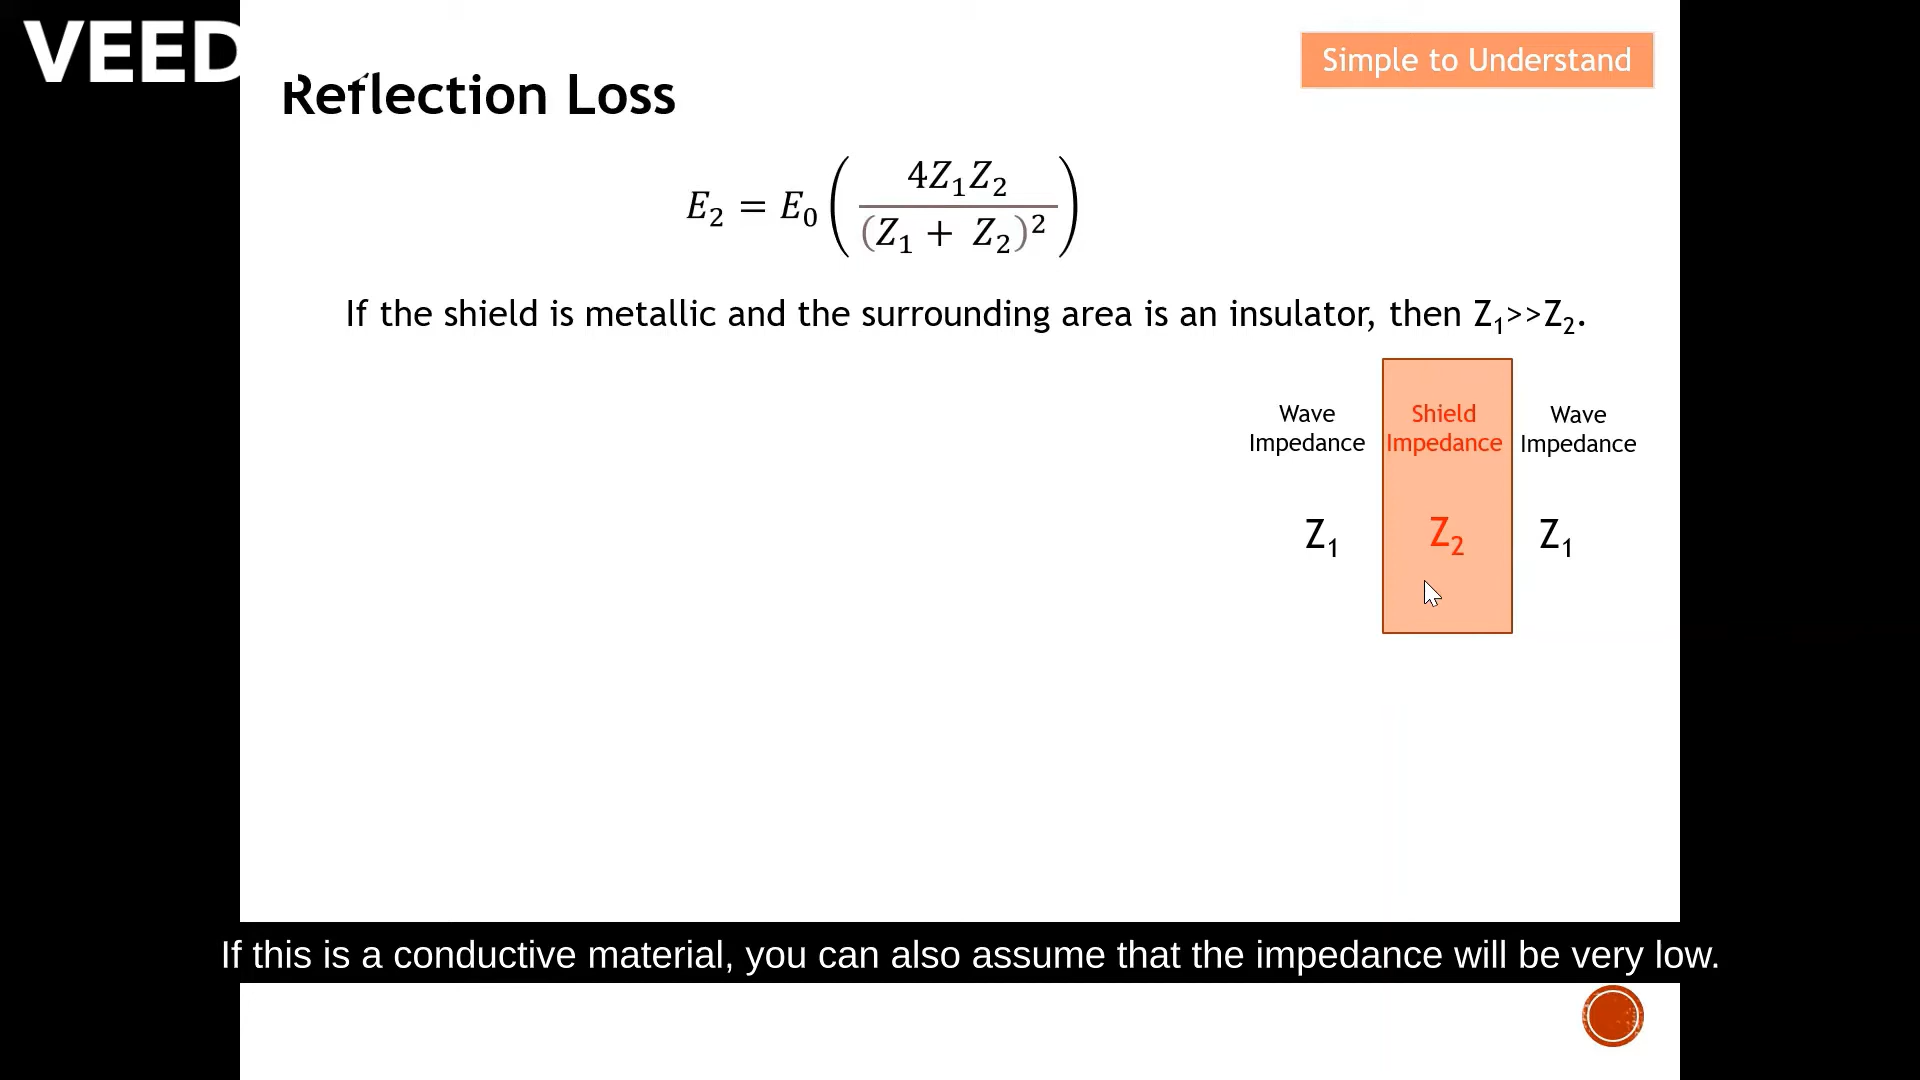 VEED
Simple to Understand
Reflection Loss
E₂ = E₀ ( 4Z₁Z₂ / (Z₁ + Z₂)² )
If the shield is metallic and the surrounding area is an insulator, then Z₁>>Z₂.
Wave Impedance
Shield Impedance
Wave Impedance
Z₁ Z₂ Z₁
If this is a conductive material, you can also assume that the impedance will be very low.